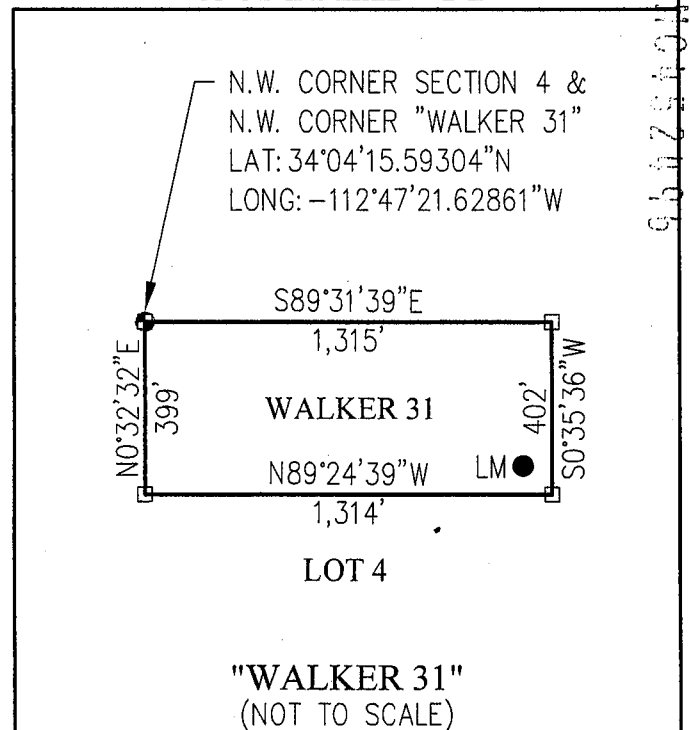 N.W. CORNER SECTION 4 &
N.W. CORNER "WALKER 31"
LAT: 34°04'15.59304"N
LONG: -112°47'21.62861"W
S89°31'39"E
1,315'
N0°32'32"E
399'
WALKER 31
402'
S0°35'36"W
LM
N89°24'39"W
1,314'
LOT 4
"WALKER 31"
(NOT TO SCALE)